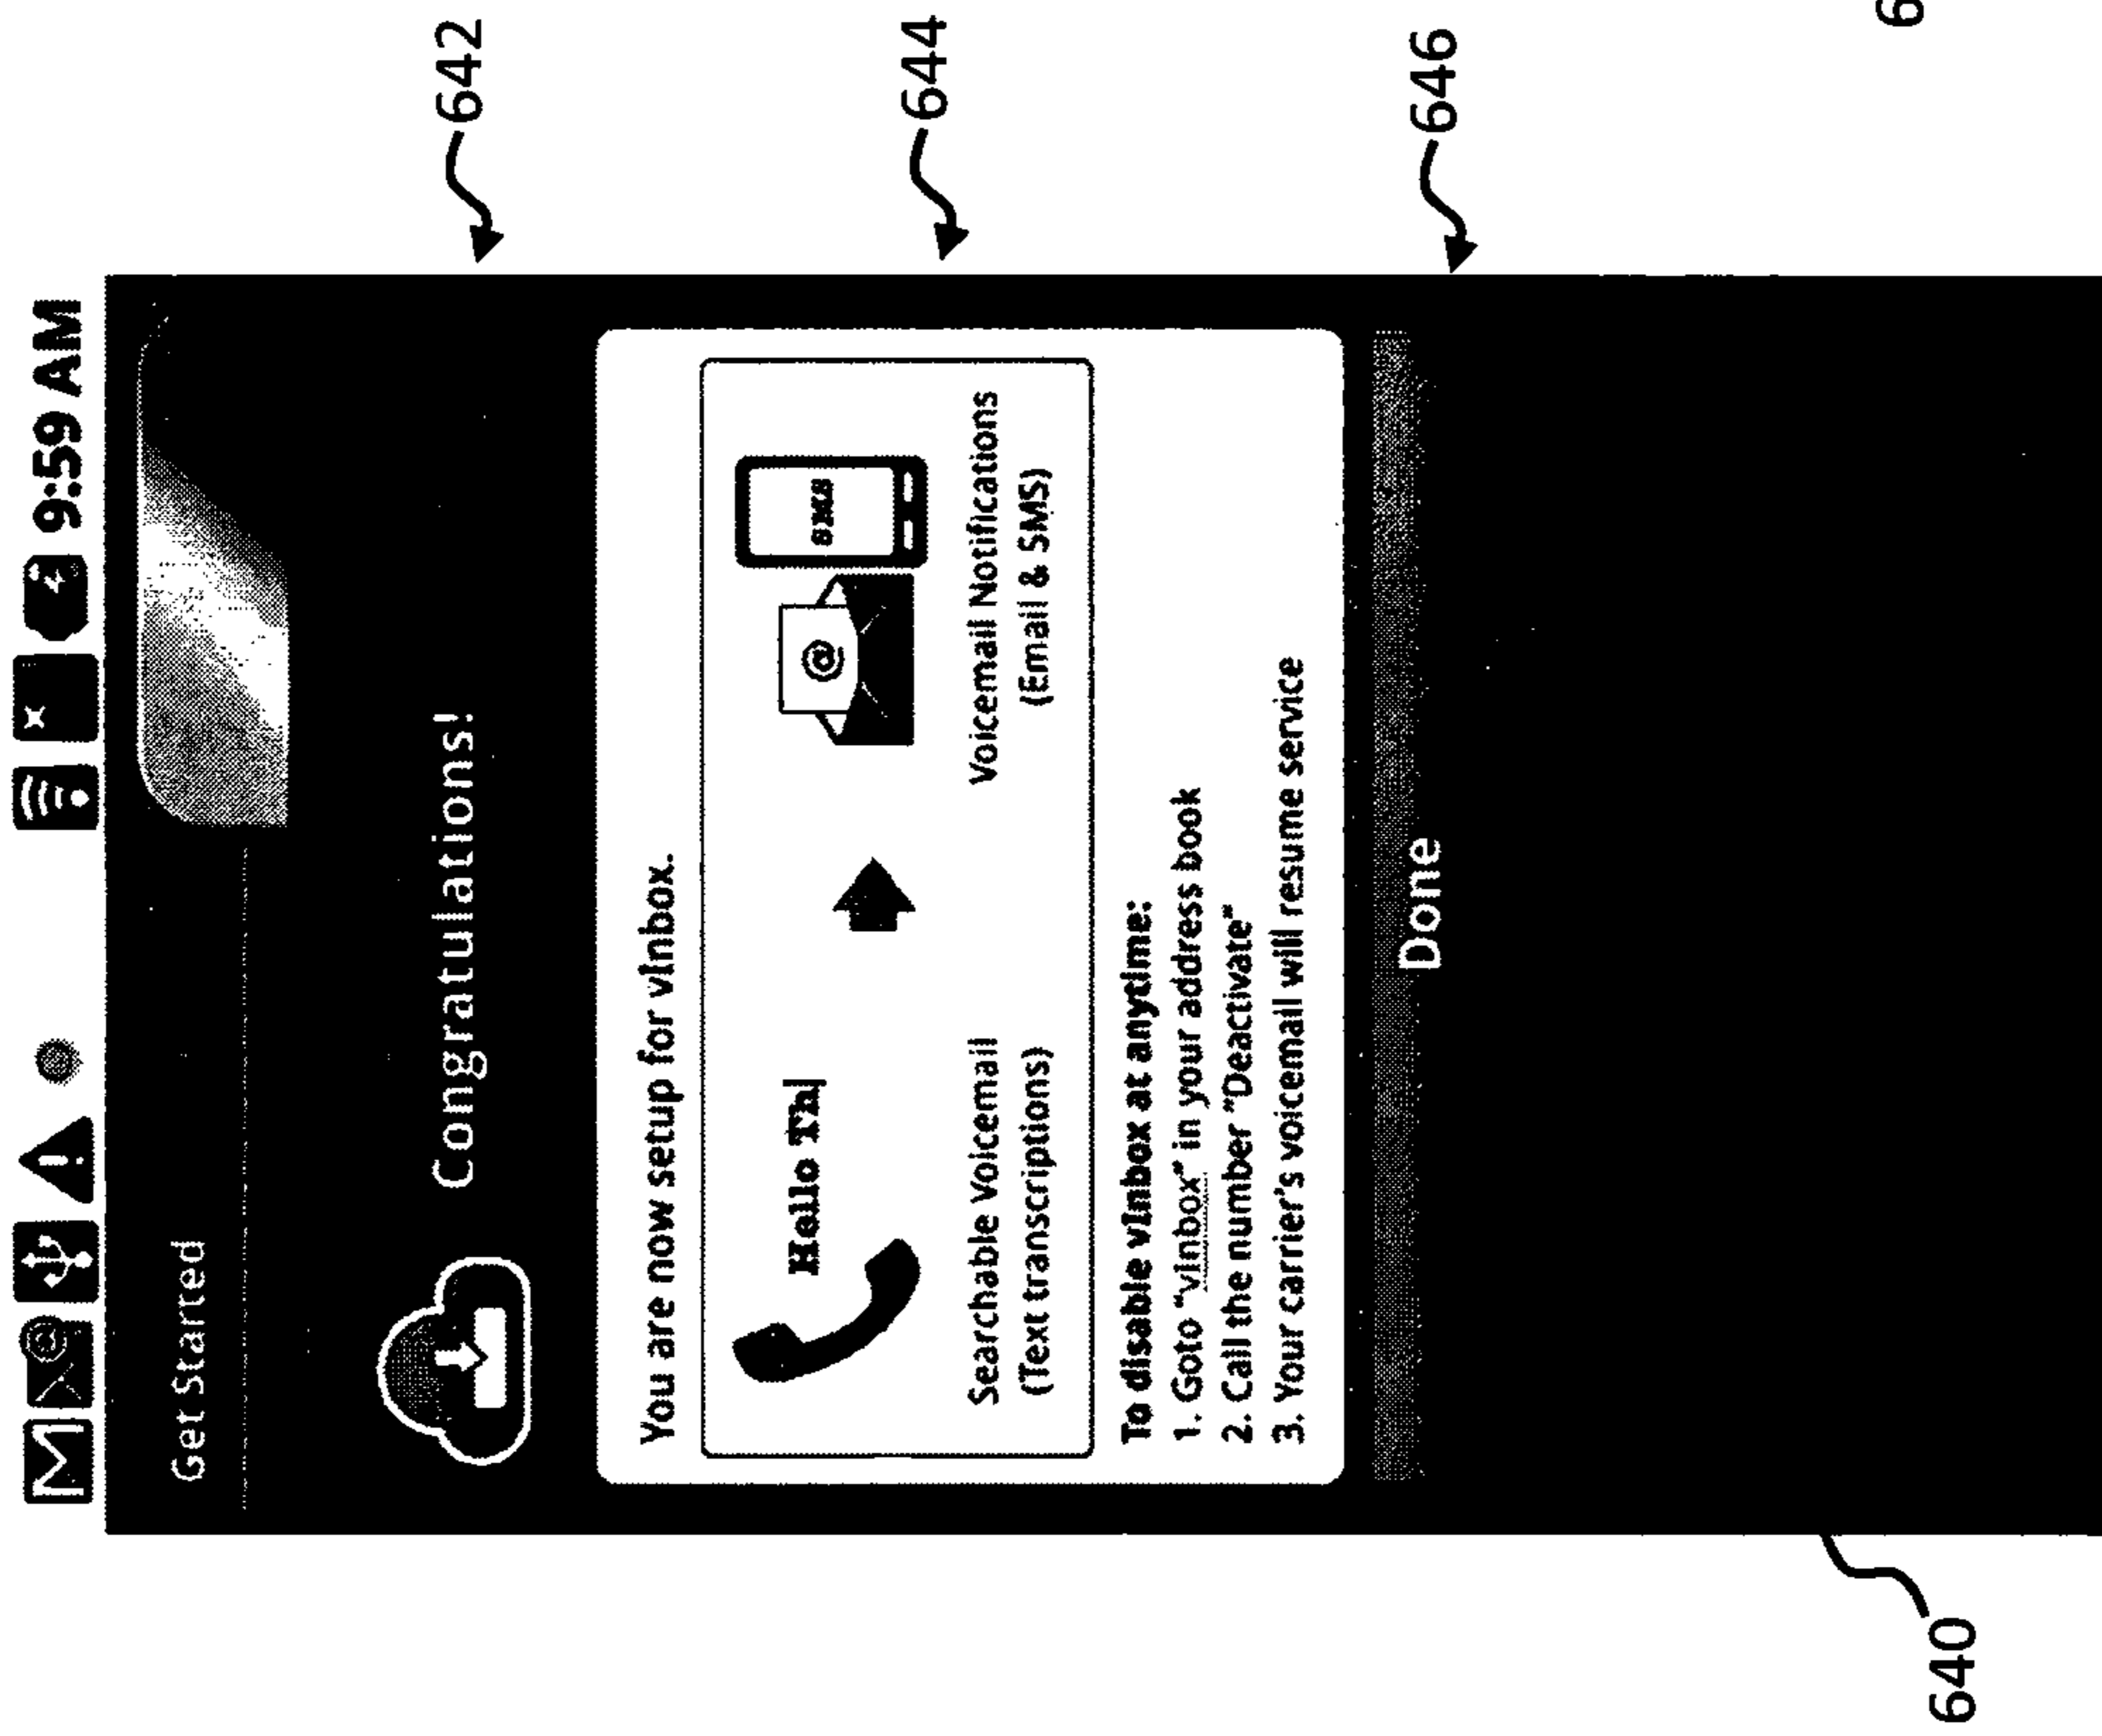 9:59 AM
Get Started
Congratulations!
642
You are now setup for vInbox.
Hello Th
@
SMS
644
Searchable Voicemail
(Text transcriptions)
Voicemail Notifications
(Email & SMS)
To disable vInbox at anytime:
1. Goto "vInbox" in your address book
2. Call the number "Deactivate"
3. Your carrier's voicemail will resume service
Done
646
640
6